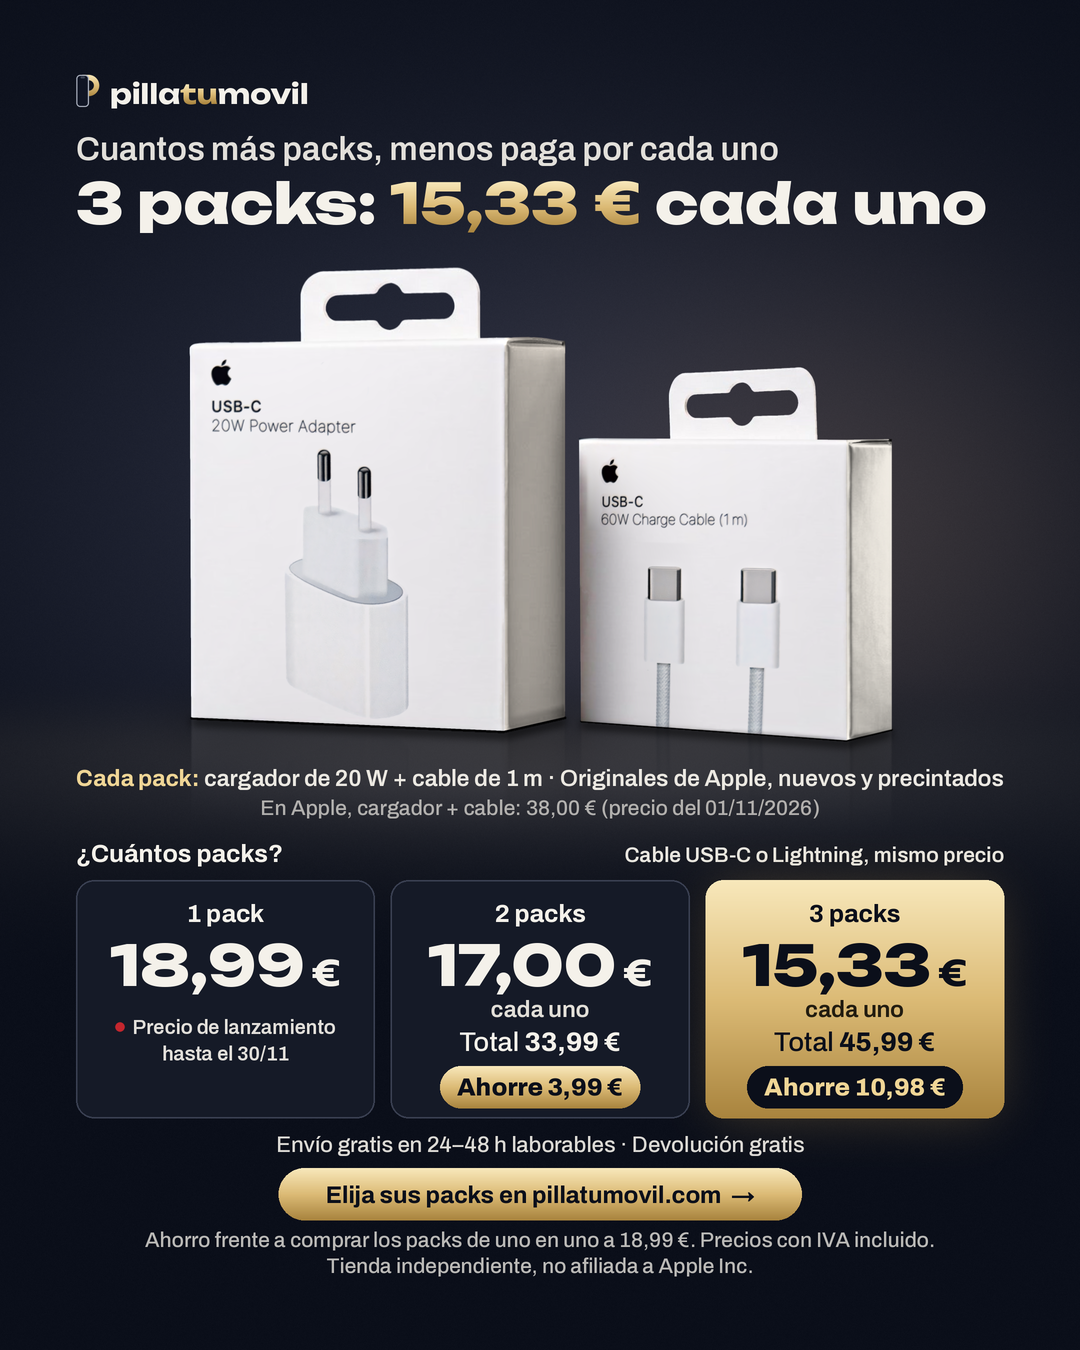 pillatumovil
Cuantos más packs, menos paga por cada uno
3 packs: 15,33 € cada uno
USB-C
20W Power Adapter
USB-C
60W Charge Cable (1 m)
Cada pack: cargador de 20 W + cable de 1 m · Originales de Apple, nuevos y precintados
En Apple, cargador + cable: 38,00 € (precio del 01/11/2026)
¿Cuántos packs?
Cable USB-C o Lightning, mismo precio
1 pack
18,99 €
Precio de lanzamiento
hasta el 30/11
2 packs
17,00 €
cada uno
Total 33,99 €
Ahorre 3,99 €
3 packs
15,33 €
cada uno
Total 45,99 €
Ahorre 10,98 €
Envío gratis en 24–48 h laborables · Devolución gratis
Elija sus packs en pillatumovil.com →
Ahorro frente a comprar los packs de uno en uno a 18,99 €. Precios con IVA incluido.
Tienda independiente, no afiliada a Apple Inc.